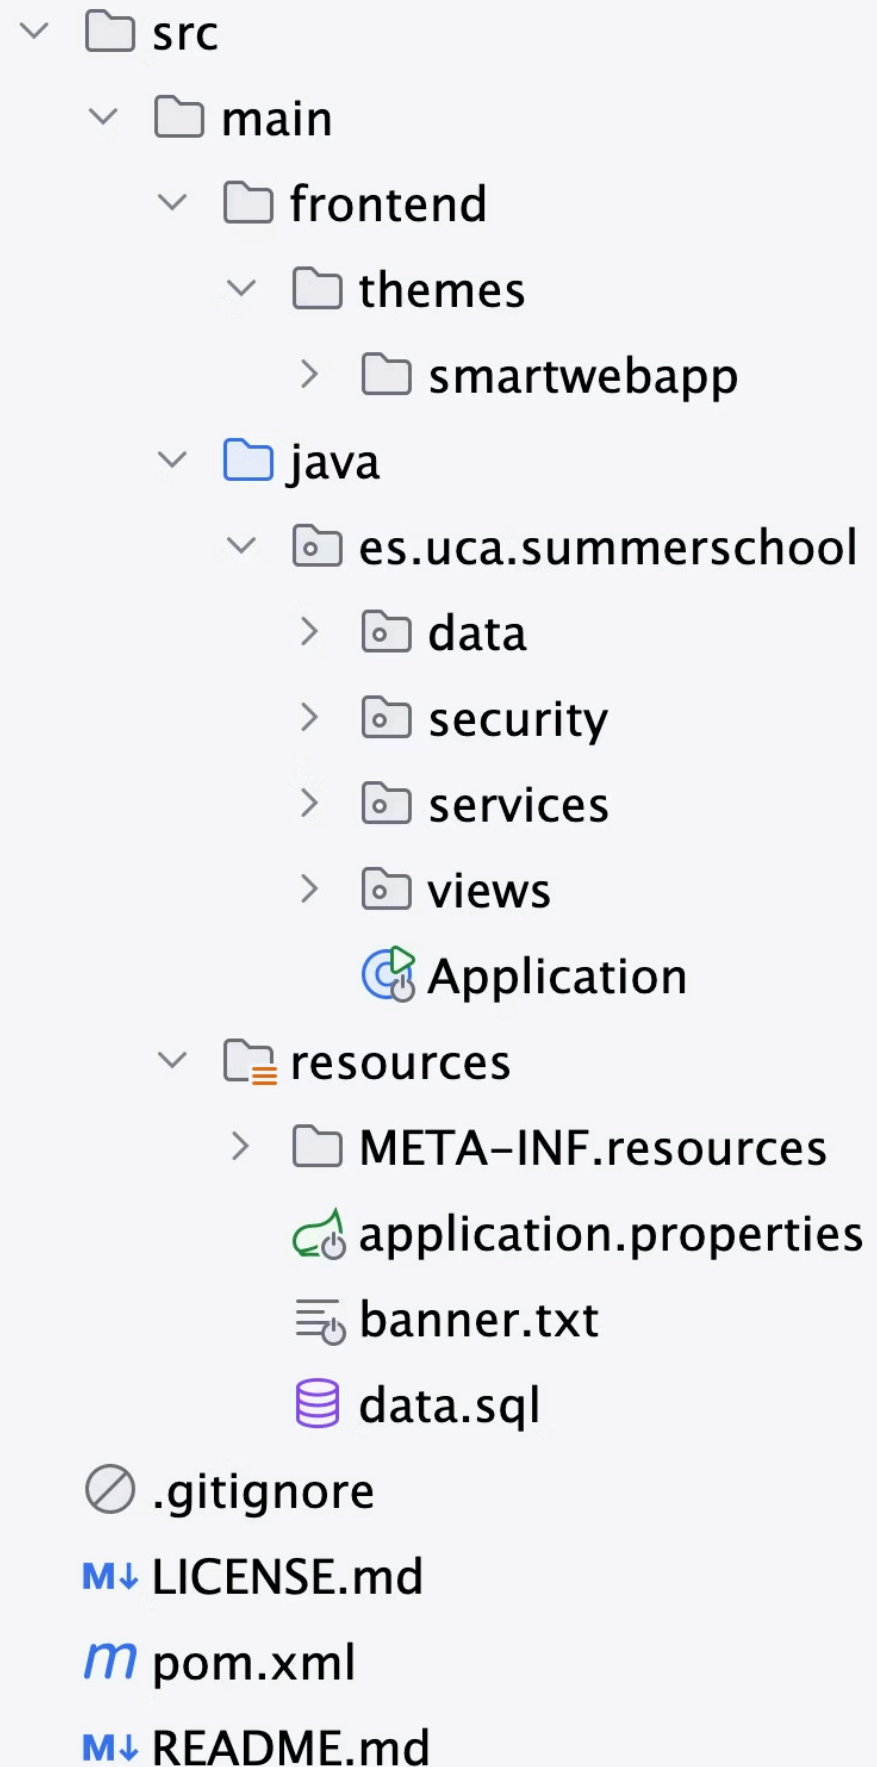 src
main
frontend
themes
smartwebapp
java
es.uca.summerschool
data
security
services
views
Application
resources
META-INF.resources
application.properties
banner.txt
data.sql
.gitignore
LICENSE.md
pom.xml
README.md